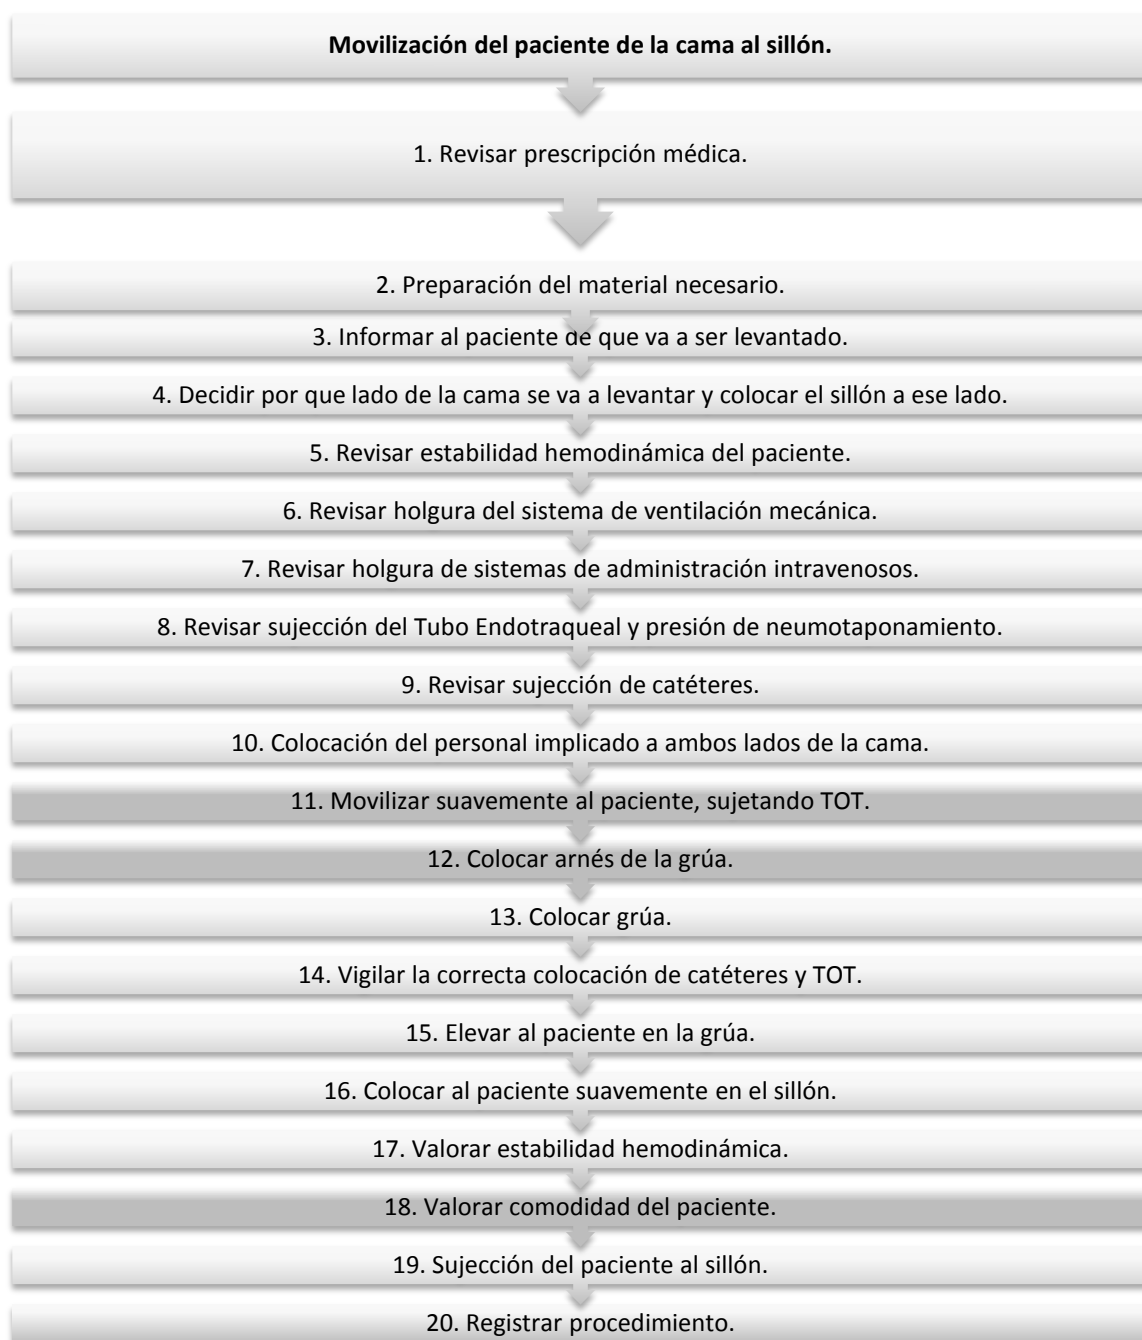 Movilización del paciente de la cama al sillón.
1. Revisar prescripción médica.
2. Preparación del material necesario.
3. Informar al paciente de que va a ser levantado.
4. Decidir por que lado de la cama se va a levantar y colocar el sillón a ese lado.
5. Revisar estabilidad hemodinámica del paciente.
6. Revisar holgura del sistema de ventilación mecánica.
7. Revisar holgura de sistemas de administración intravenosos.
8. Revisar sujección del Tubo Endotraqueal y presión de neumotaponamiento.
9. Revisar sujección de catéteres.
10. Colocación del personal implicado a ambos lados de la cama.
11. Movilizar suavemente al paciente, sujetando TOT.
12. Colocar arnés de la grúa.
13. Colocar grúa.
14. Vigilar la correcta colocación de catéteres y TOT.
15. Elevar al paciente en la grúa.
16. Colocar al paciente suavemente en el sillón.
17. Valorar estabilidad hemodinámica.
18. Valorar comodidad del paciente.
19. Sujección del paciente al sillón.
20. Registrar procedimiento.